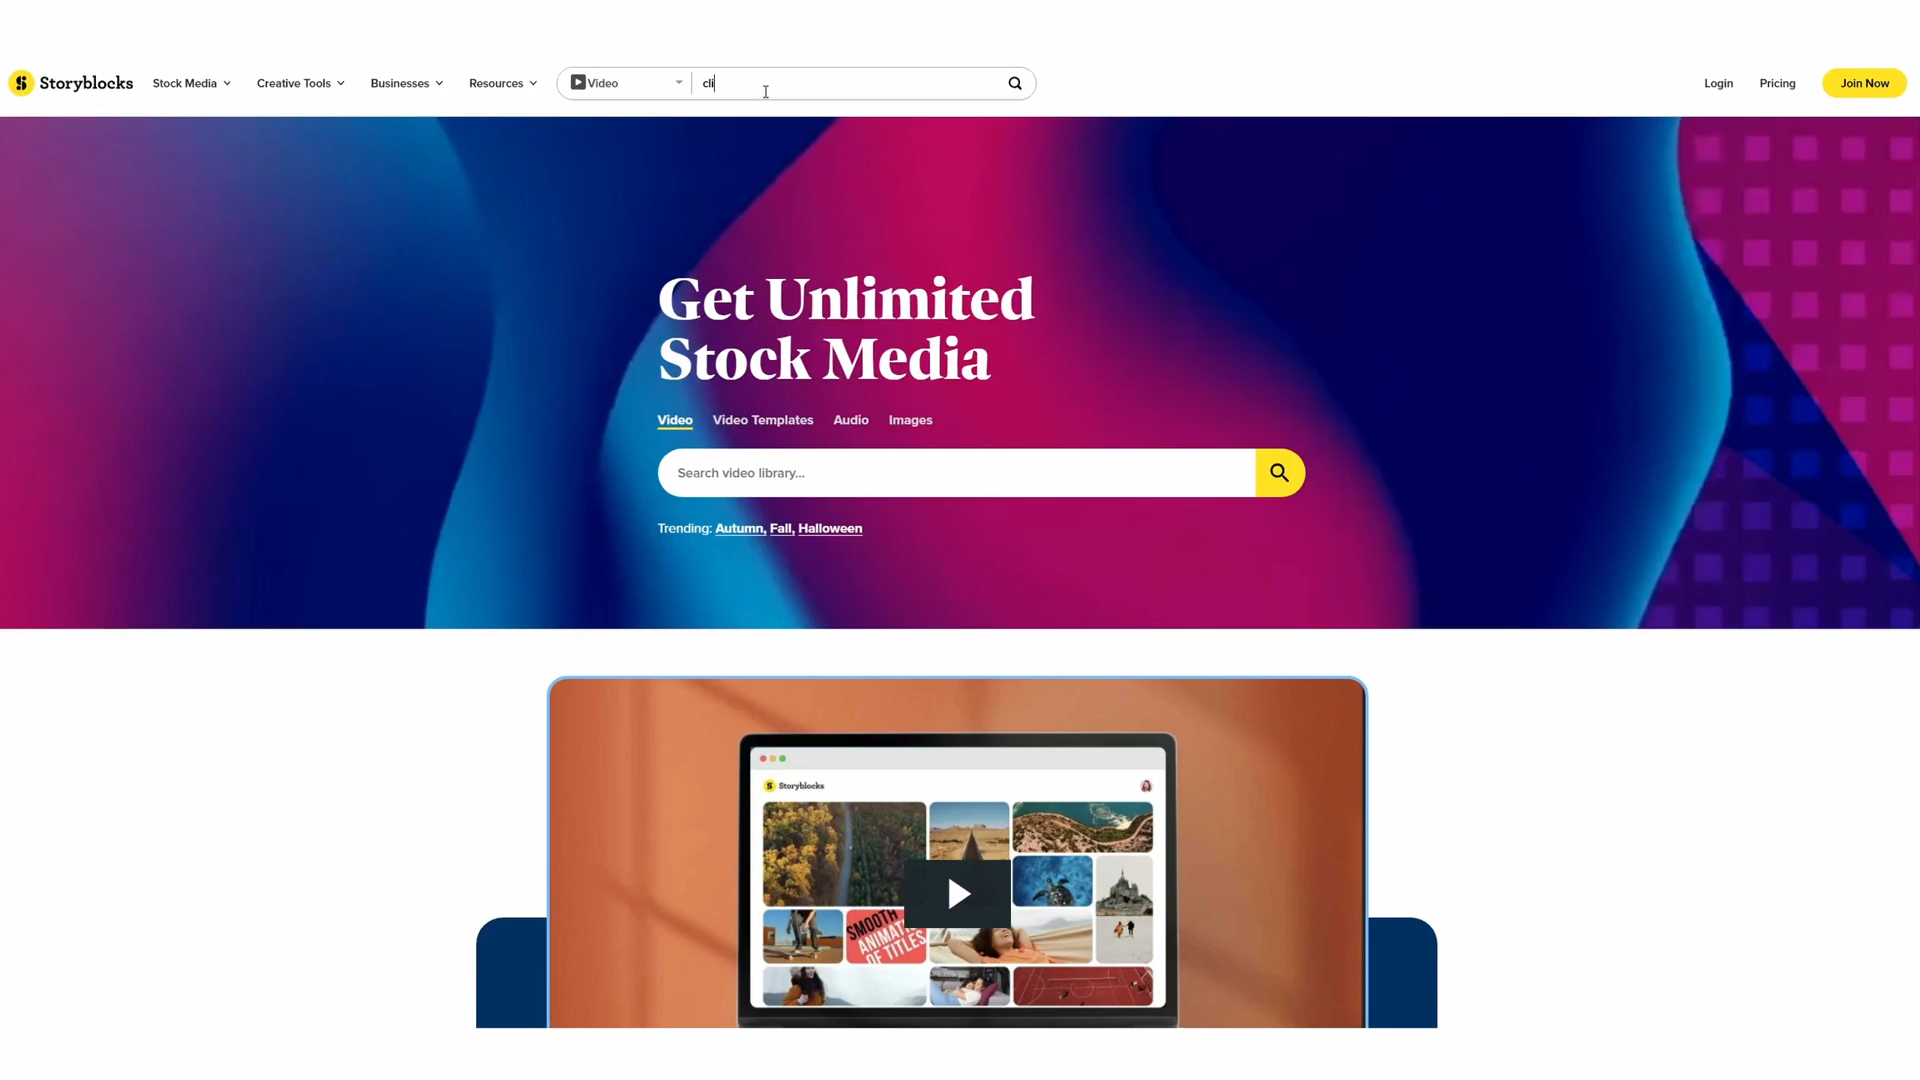 Storyblocks
Stock Media
Creative Tools
Businesses
Resources
Video
cli
Login
Pricing
Join Now
Get Unlimited
Stock Media
Video
Video Templates
Audio
Images
Search video library...
Trending: Autumn, Fall, Halloween
Storyblocks
SMOOTH
ANIMAT
OF TITLES